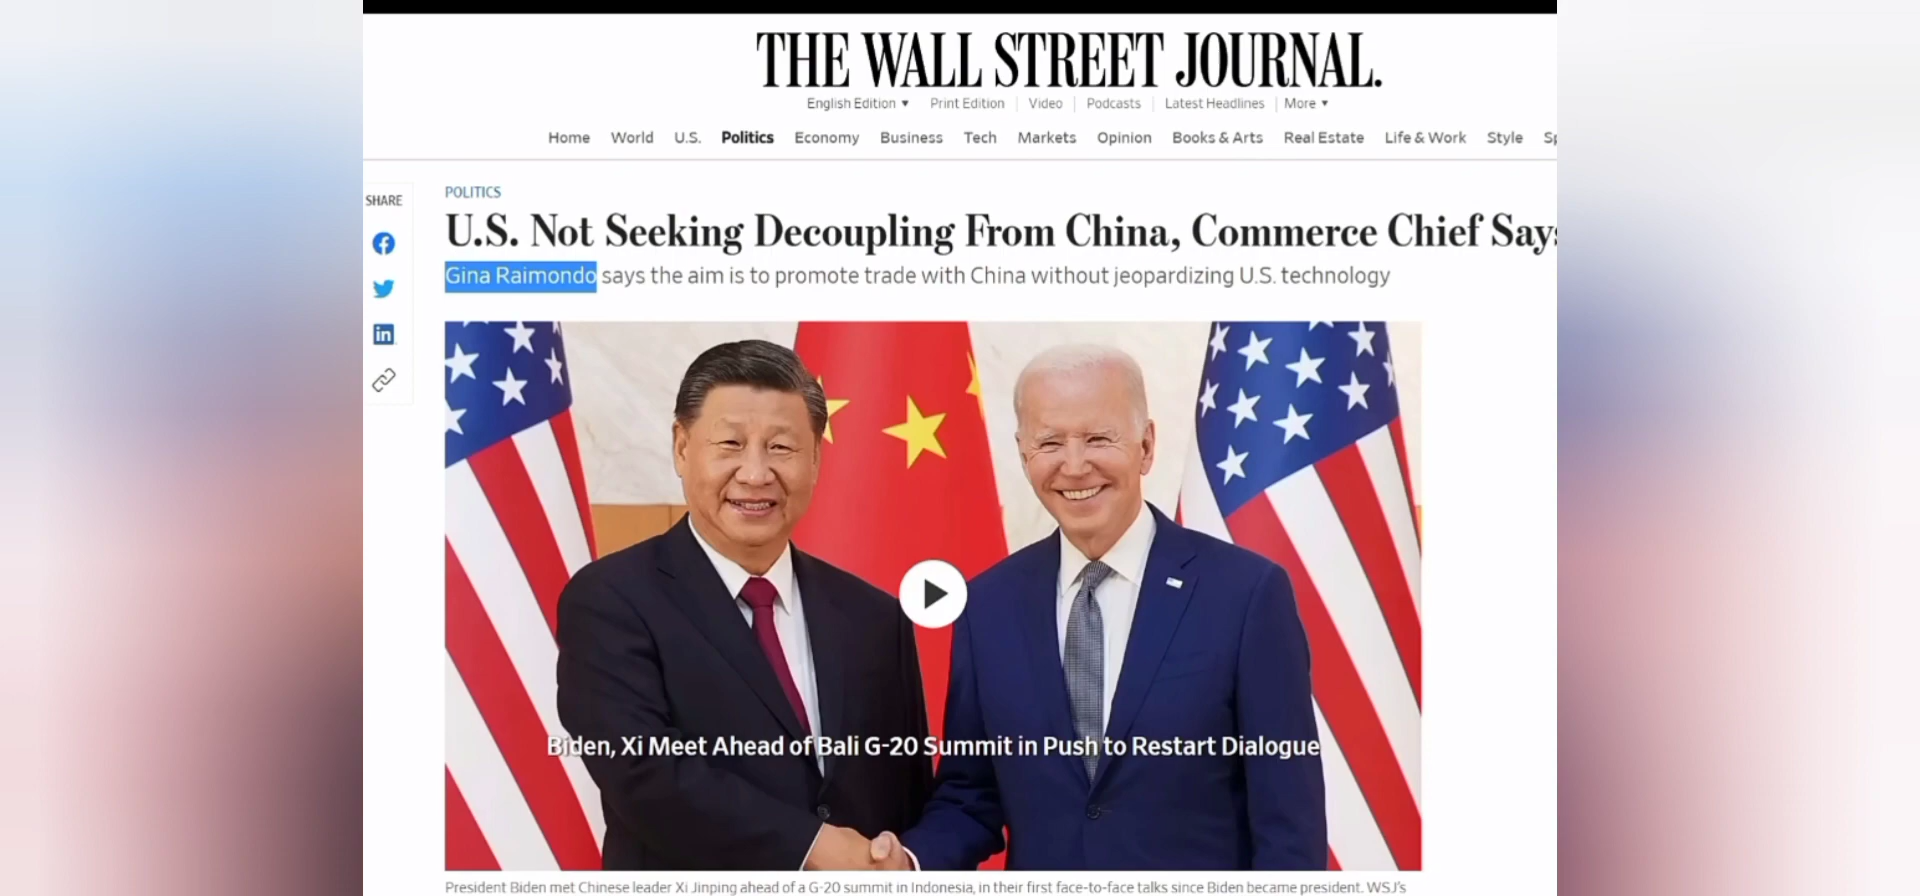 THE WALL STREET JOURNAL.
English Edition ▼ Print Edition | Video | Podcasts | Latest Headlines | More ▼
Home World U.S. Politics Economy Business Tech Markets Opinion Books & Arts Real Estate Life & Work Style Sp
SHARE
POLITICS
U.S. Not Seeking Decoupling From China, Commerce Chief Says
Gina Raimondo says the aim is to promote trade with China without jeopardizing U.S. technology
in
Biden, Xi Meet Ahead of Bali G-20 Summit in Push to Restart Dialogue
President Biden met Chinese leader Xi Jinping ahead of a G-20 summit in Indonesia, in their first face-to-face talks since Biden became president. WSJ's